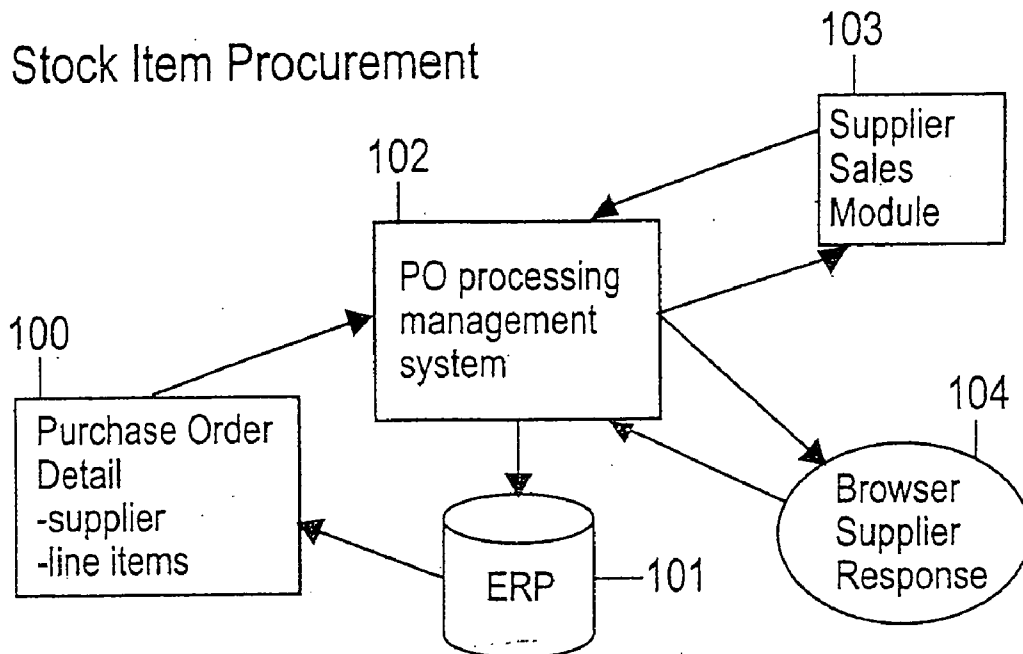 Stock Item Procurement
103
Supplier
Sales
Module
102
PO processing
management
system
100
Purchase Order
Detail
-supplier
-line items
104
Browser
Supplier
Response
ERP
101